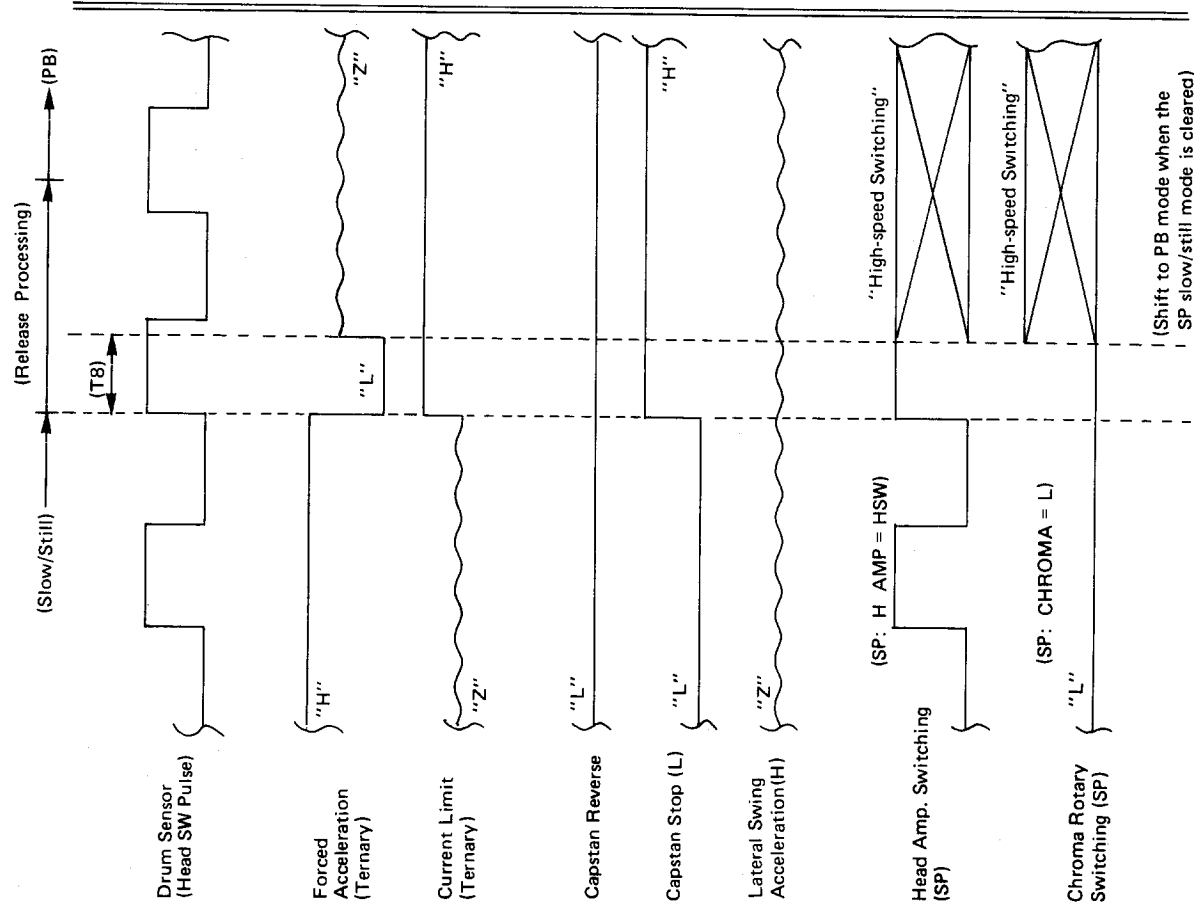 (Slow/Still)
(Release Processing)
(PB)
(T8)
Drum Sensor
(Head SW Pulse)
Forced
Acceleration
(Ternary)
"H"
"L"
"Z"
Current Limit
(Ternary)
"Z"
"H"
Capstan Reverse
"L"
Capstan Stop (L)
"L"
"H"
Lateral Swing
Acceleration(H)
"Z"
Head Amp. Switching
(SP)
(SP: H AMP = HSW)
"High-speed Switching"
Chroma Rotary
Switching (SP)
"L"
(SP: CHROMA = L)
"High-speed Switching"
(Shift to PB mode when the
SP slow/still mode is cleared)